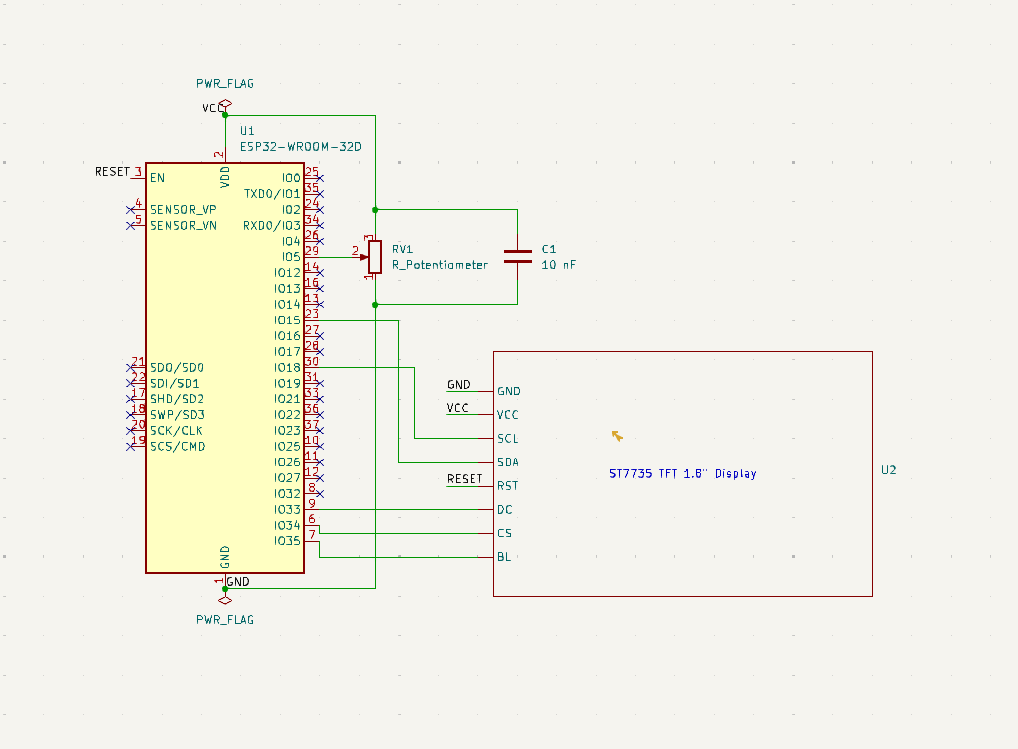 PWR_FLAG
VCC
U1
ESP32-WROOM-32D
2
VDD
RESET 3 EN
IO0 25
TXD0/IO1 35
4 SENSOR_VP
IO2 24
5 SENSOR_VN
RXD0/IO3 34
IO4 26
IO5 29
IO12 14
IO13 16
IO14 13
IO15 23
IO16 27
IO17 28
21 SDO/SD0
IO18 30
22 SDI/SD1
IO19 31
17 SHD/SD2
IO21 33
18 SWP/SD3
IO22 36
20 SCK/CLK
IO23 37
19 SCS/CMD
IO25 10
IO26 11
IO27 12
IO32 8
IO33 9
IO34 6
IO35 7
GND
1
GND
PWR_FLAG
3
2
1
RV1
R_Potentiometer
C1
10 nF
GND GND
VCC VCC
SCL
SDA
RESET RST
DC
CS
BL
ST7735 TFT 1.8" Display
U2